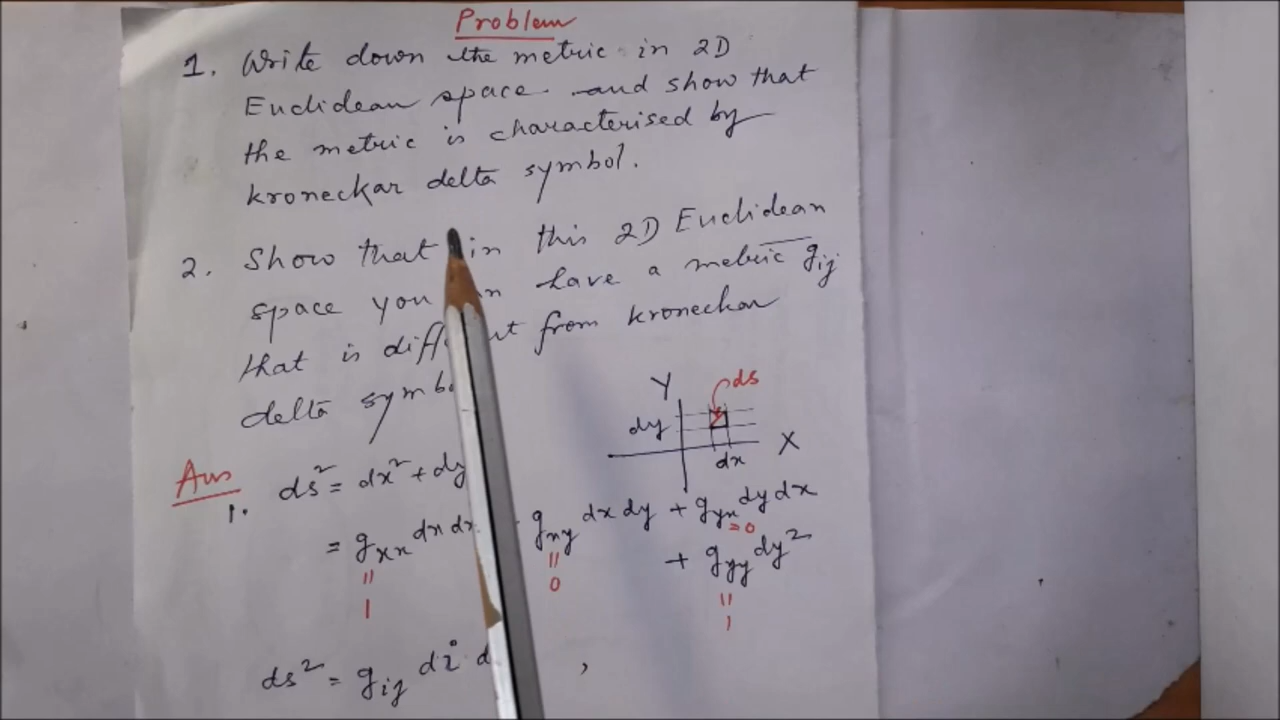 Problem
1. Write down the metric in 2D
Euclidean space and show that
the metric is characterised by
kroneckar delta symbol.
2. Show that in this 2D Euclidean
space you have a metric gij
that is from kroneckar
delta
Y ds
dy
X
dx
Ans
1. ds² = dx² + dy
= gxx dx dx gxy dx dy + gyx dy dx
= 0
+ gyy dy²
"
1
"
0
"
1
ds² = gij di d ,